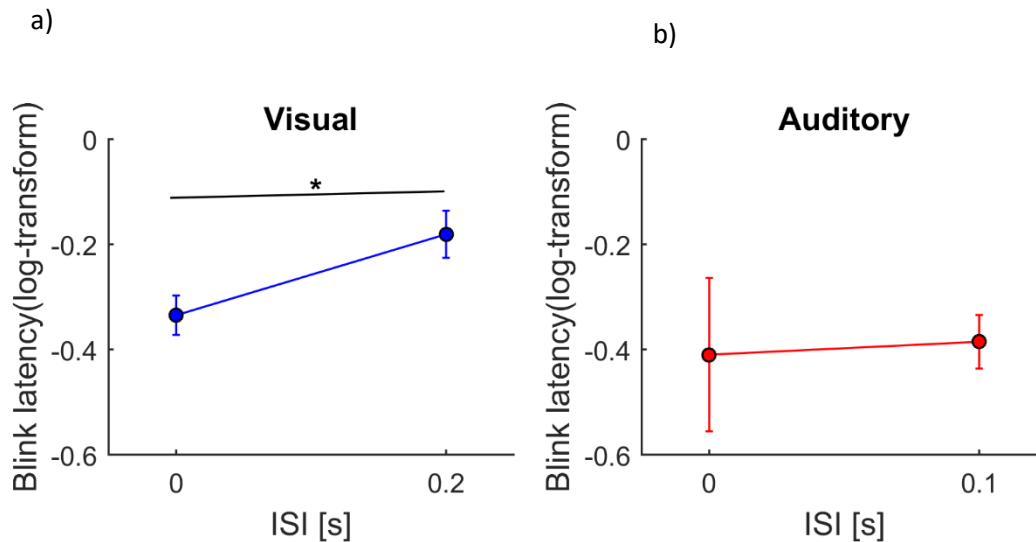 a)
Visual
Blink latency(log-transform)
0
-0.2
-0.4
-0.6
*
0
0.2
ISI [s]
b)
Auditory
Blink latency(log-transform)
0
-0.2
-0.4
-0.6
0
0.1
ISI [s]